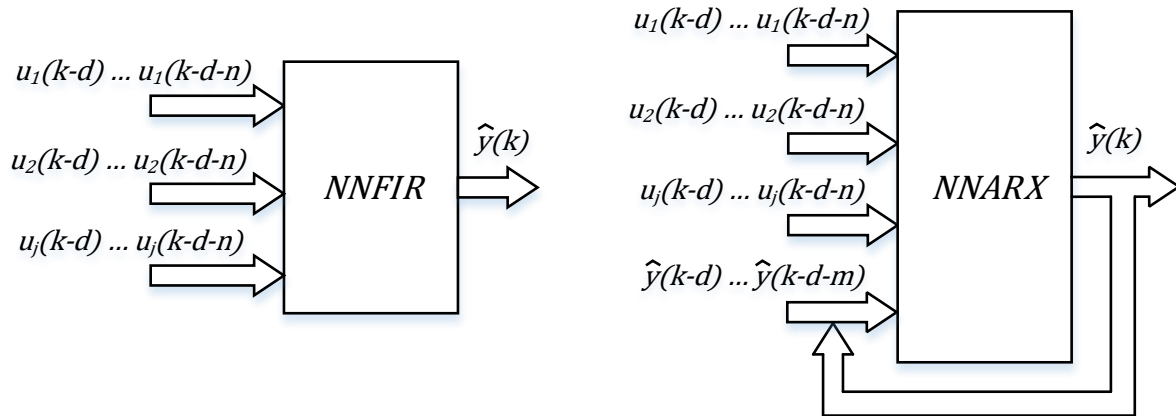 u₁(k-d) ... u₁(k-d-n)
u₂(k-d) ... u₂(k-d-n)
uⱼ(k-d) ... uⱼ(k-d-n)
NNFIR
ŷ(k)
u₁(k-d) ... u₁(k-d-n)
u₂(k-d) ... u₂(k-d-n)
uⱼ(k-d) ... uⱼ(k-d-n)
ŷ(k-d) ... ŷ(k-d-m)
NNARX
ŷ(k)